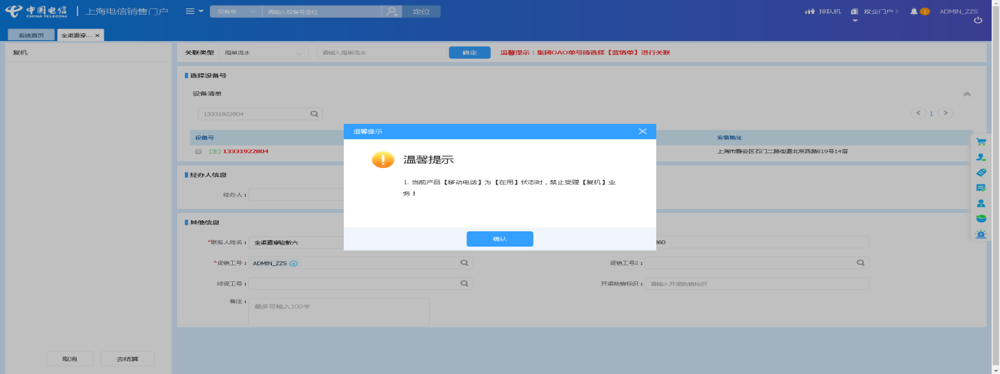 中国电信 CHINA TELECOM 上海电信销售门户 设备号 请输入设备号定位 定位 排队机 政企门户> 1 ADMIN_ZZS
系统首页 全渠道穿... ×
复机 关联类型 甩单流水 请输入甩单流水 确定 温馨提示：集团OAO单号请选择【营销单】进行关联
选择设备号
设备清单
13331922804 < 1 >
设备号 安装地址
[主] 13331922804 上海市静安区石门二路街道北京西路819号14层
温馨提示
温馨提示
1. 当前产品【移动电话】为【在用】状态时，禁止受理【复机】业
务！
确认
经办人信息
经办人：
其他信息
*联系人姓名： 全渠道穿验新六 360
*促销工号： ADMIN_ZZS 促销工号2：
综促工号： 开渠助销标识： 请输入开渠助销标识
备注： 最多可输入100字
取消 去结算